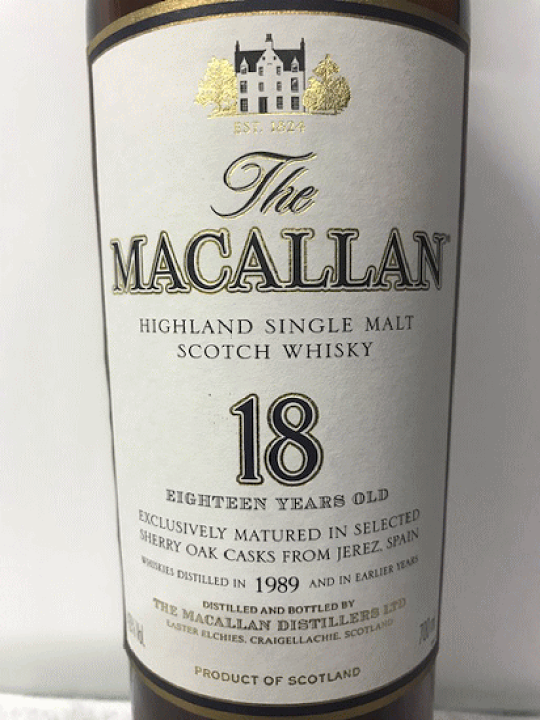 EST. 1824
The
MACALLAN
HIGHLAND SINGLE MALT
SCOTCH WHISKY
18
EIGHTEEN YEARS OLD
EXCLUSIVELY MATURED IN SELECTED
SHERRY OAK CASKS FROM JEREZ, SPAIN
WHISKIES DISTILLED IN 1989 AND IN EARLIER YEARS
DISTILLED AND BOTTLED BY
THE MACALLAN DISTILLERS LTD
EASTER ELCHIES, CRAIGELLACHIE, SCOTLAND
PRODUCT OF SCOTLAND